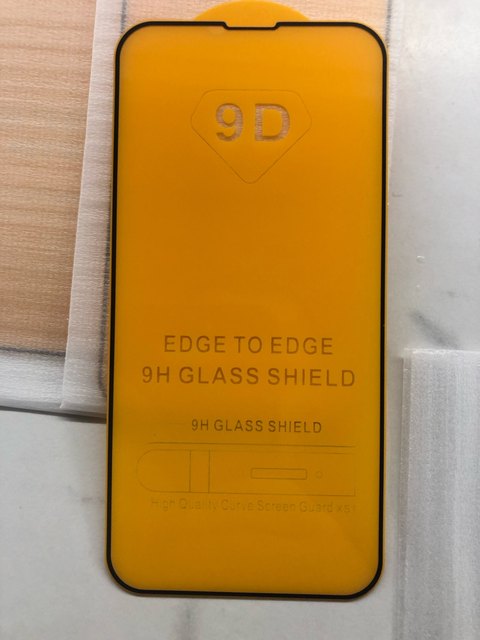 9D
EDGE TO EDGE
9H GLASS SHIELD
9H GLASS SHIELD
High Quality Curve Screen Guard